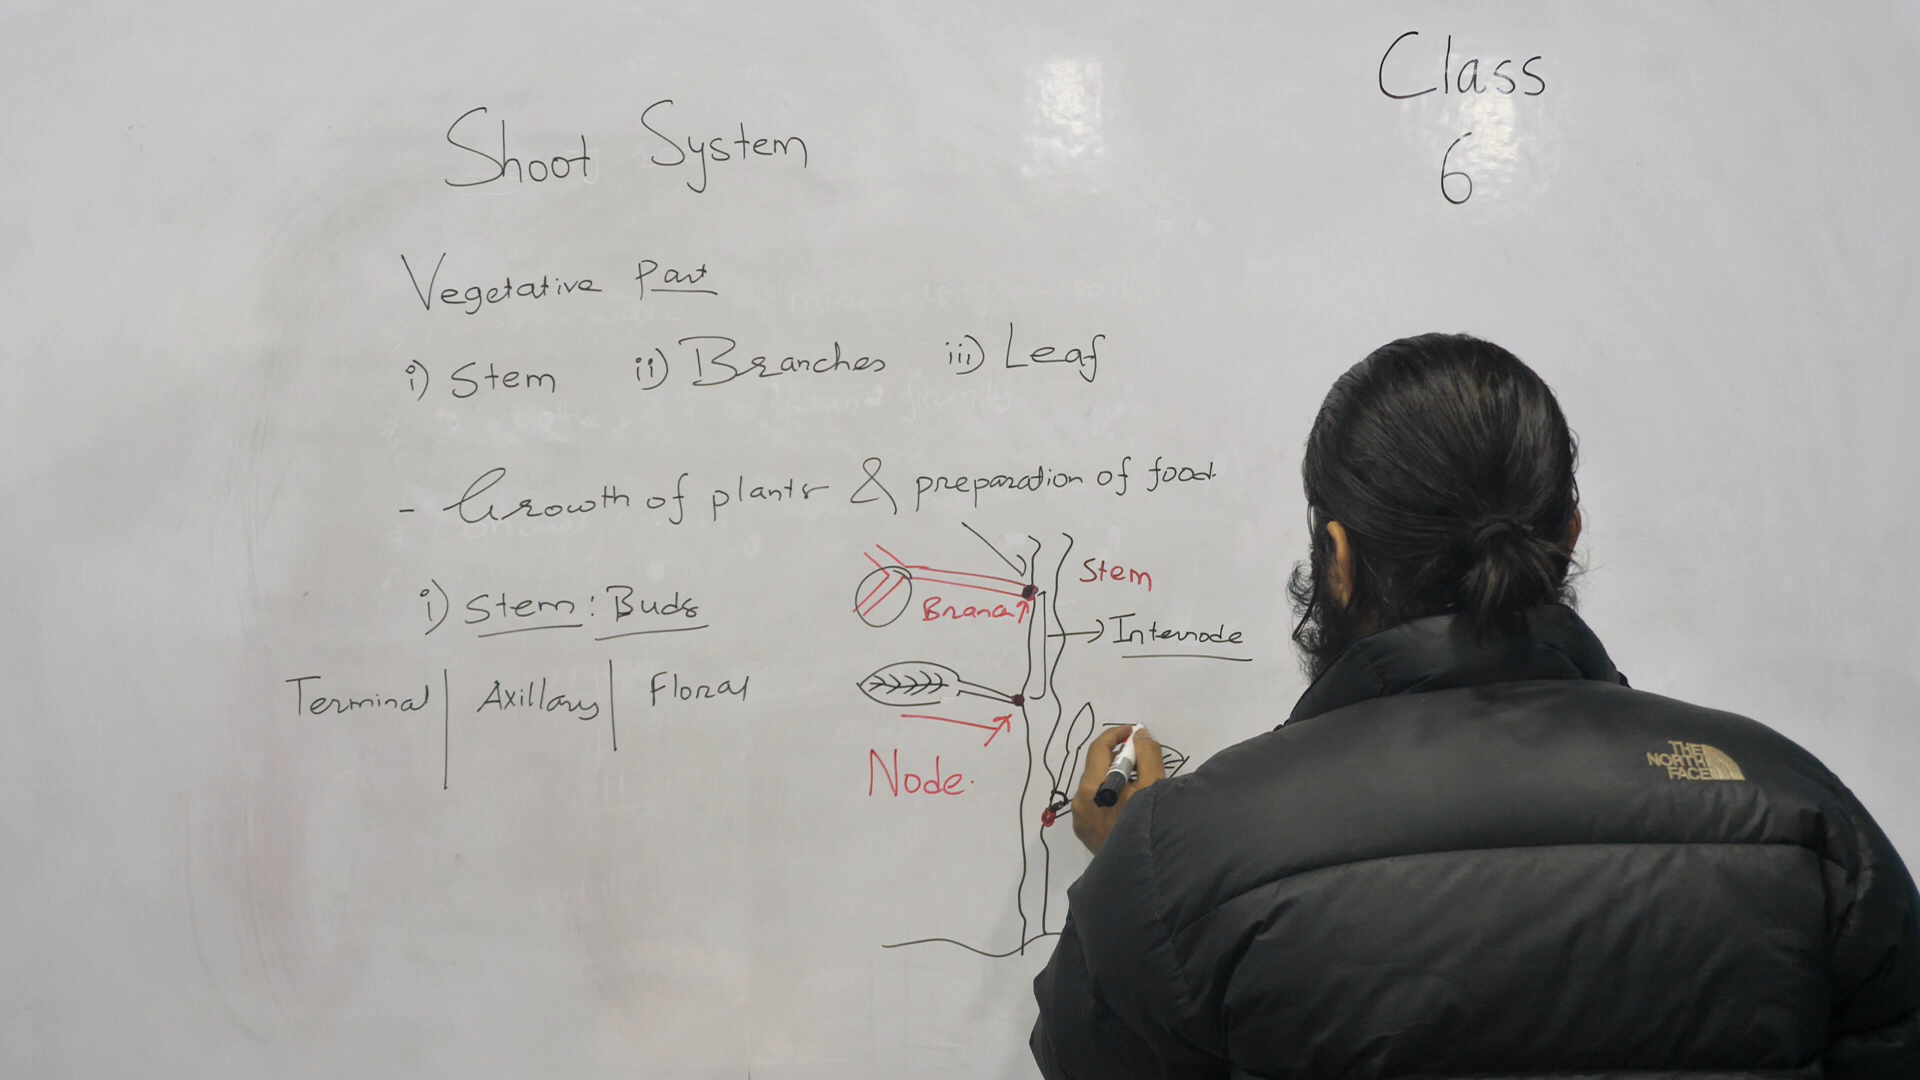 Class
6
Shoot System
Vegetative Part
i) Stem ii) Branches iii) Leaf
- Growth of plants & preparation of food.
i) Stem : Buds
Terminal | Axillary | Floral
Stem
Branch
Internode
Node.
THE
NORTH
FACE